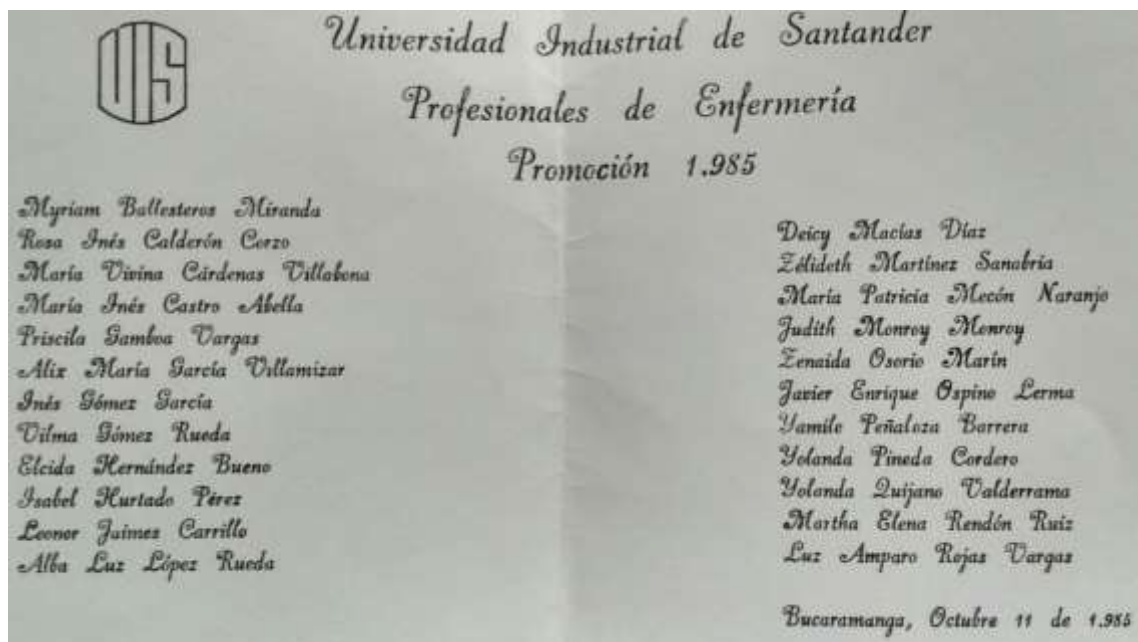 UIS
Universidad Industrial de Santander
Profesionales de Enfermería
Promoción 1.985
Myriam Ballesteros Miranda
Rosa Inés Calderón Corzo
María Vivina Cárdenas Villabona
María Inés Castro Abella
Priscila Gamboa Vargas
Alix María García Villamizar
Inés Gómez García
Vilma Gómez Rueda
Elcida Hernández Bueno
Isabel Hurtado Pérez
Leonor Jaimes Carrillo
Alba Luz López Rueda
Deicy Macías Díaz
Zélideth Martínez Sanabria
María Patricia Mecón Naranjo
Judith Monroy Monroy
Zenaida Osorio Marín
Javier Enrique Ospino Lerma
Yamile Peñaloza Barrera
Yolanda Pineda Cordero
Yolanda Quijano Valderrama
Martha Elena Rendón Ruiz
Luz Amparo Rojas Vargas
Bucaramanga, Octubre 11 de 1.985